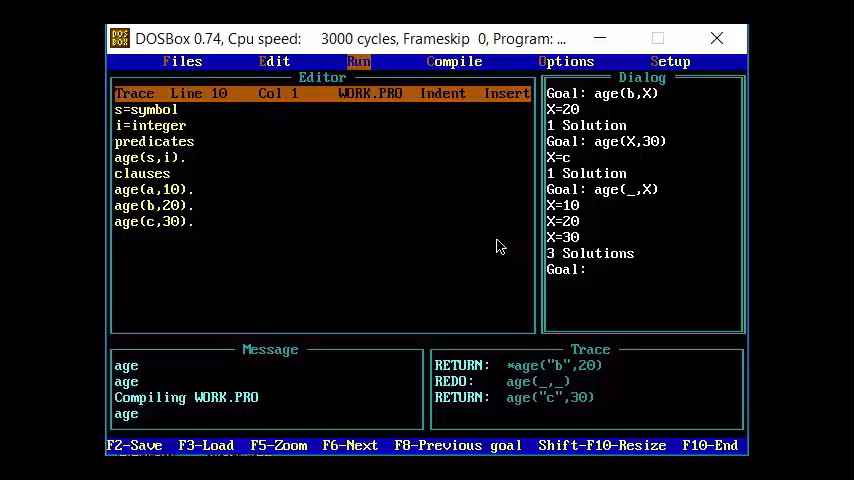 DOSBox 0.74, Cpu speed: 3000 cycles, Frameskip 0, Program: ...
Files Edit Run Compile Options Setup
Editor
Trace Line 10 Col 1 WORK.PRO Indent Insert
s=symbol
i=integer
predicates
age(s,i).
clauses
age(a,10).
age(b,20).
age(c,30).
Dialog
Goal: age(b,X)
X=20
1 Solution
Goal: age(X,30)
X=c
1 Solution
Goal: age(_,X)
X=10
X=20
X=30
3 Solutions
Goal:
Message
age
age
Compiling WORK.PRO
age
Trace
RETURN: *age("b",20)
REDO: age(_,_)
RETURN: age("c",30)
F2-Save F3-Load F5-Zoom F6-Next F8-Previous goal Shift-F10-Resize F10-End